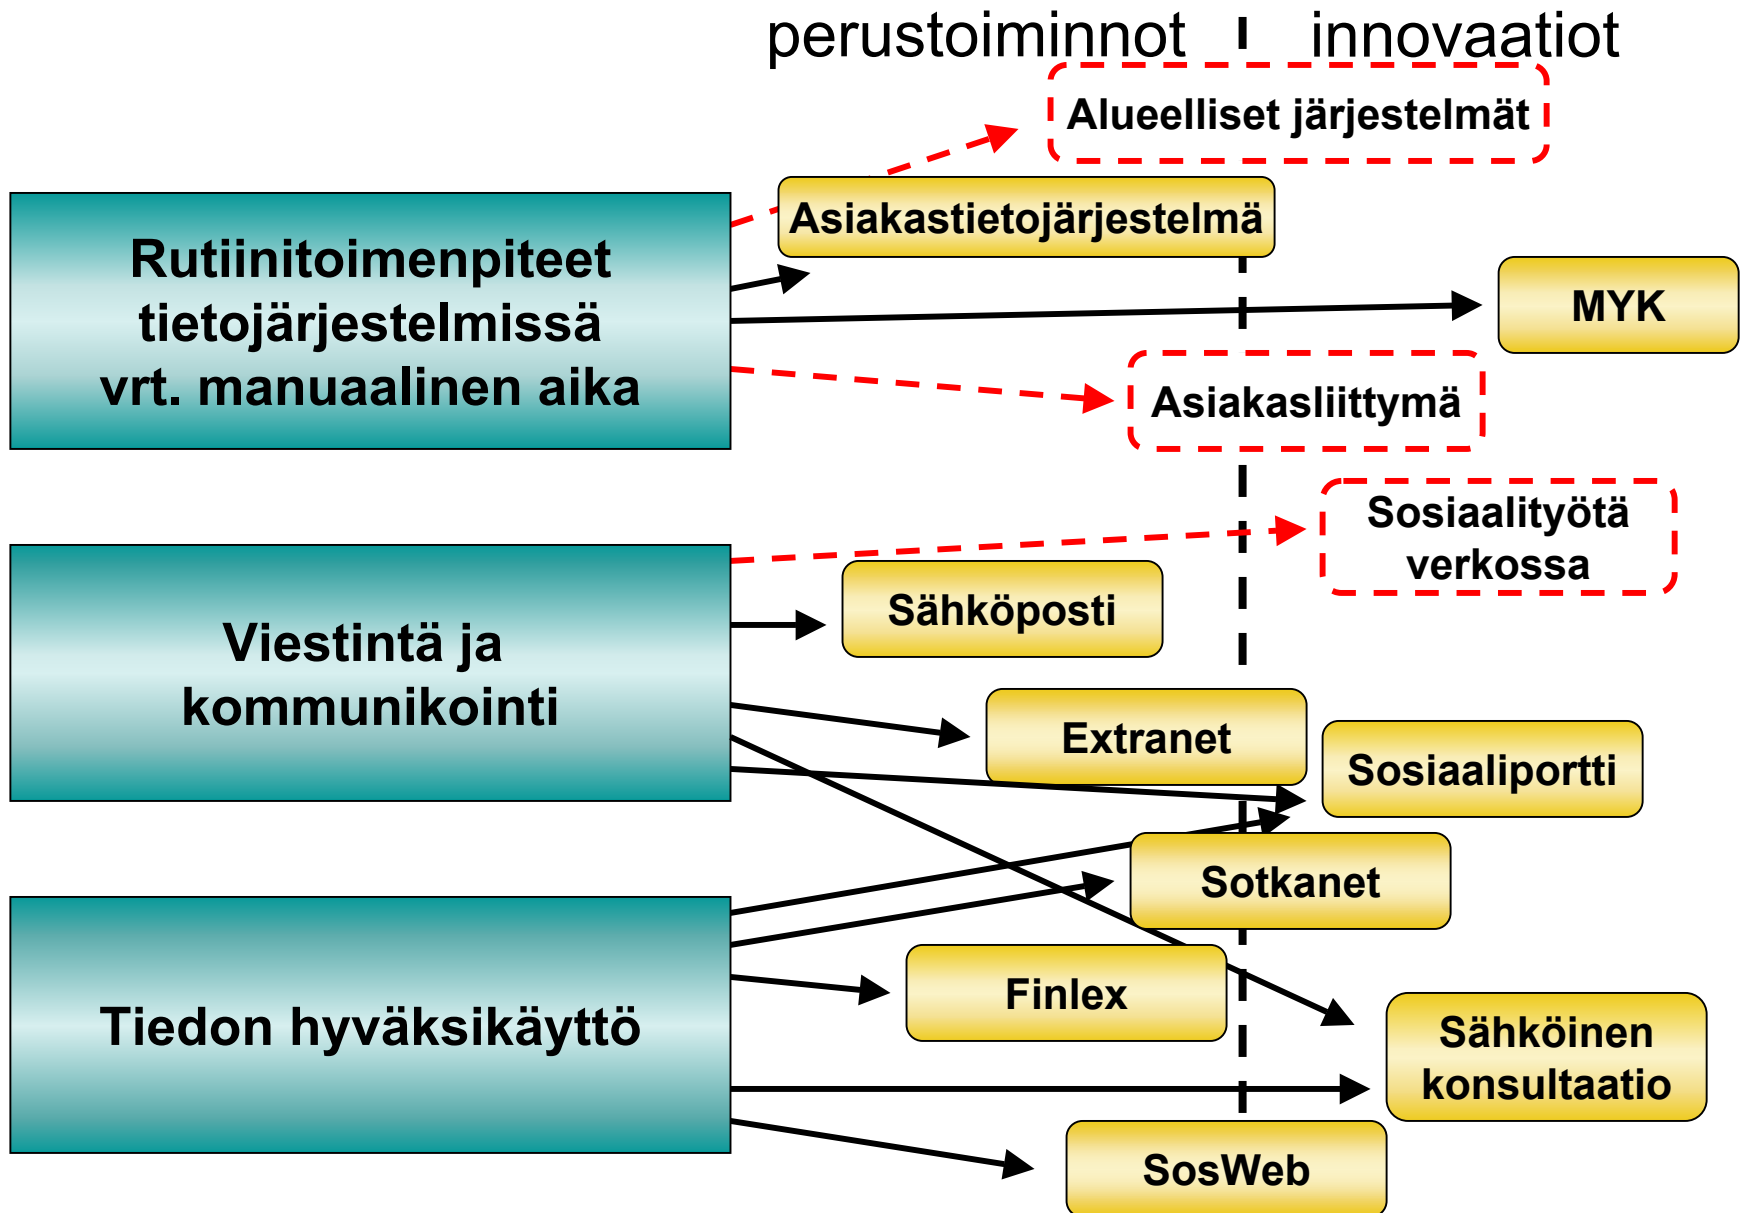 perustoiminnot
innovaatiot
Alueelliset järjestelmät
Asiakastietojärjestelmä
Rutiinitoimenpiteet
tietojärjestelmissä
vrt. manuaalinen aika
MYK
Asiakasliittymä
Sosiaalityötä
verkossa
Sähköposti
Viestintä ja
kommunikointi
Extranet
Sosiaaliportti
Sotkanet
Finlex
Tiedon hyväksikäyttö
Sähköinen
konsultaatio
SosWeb